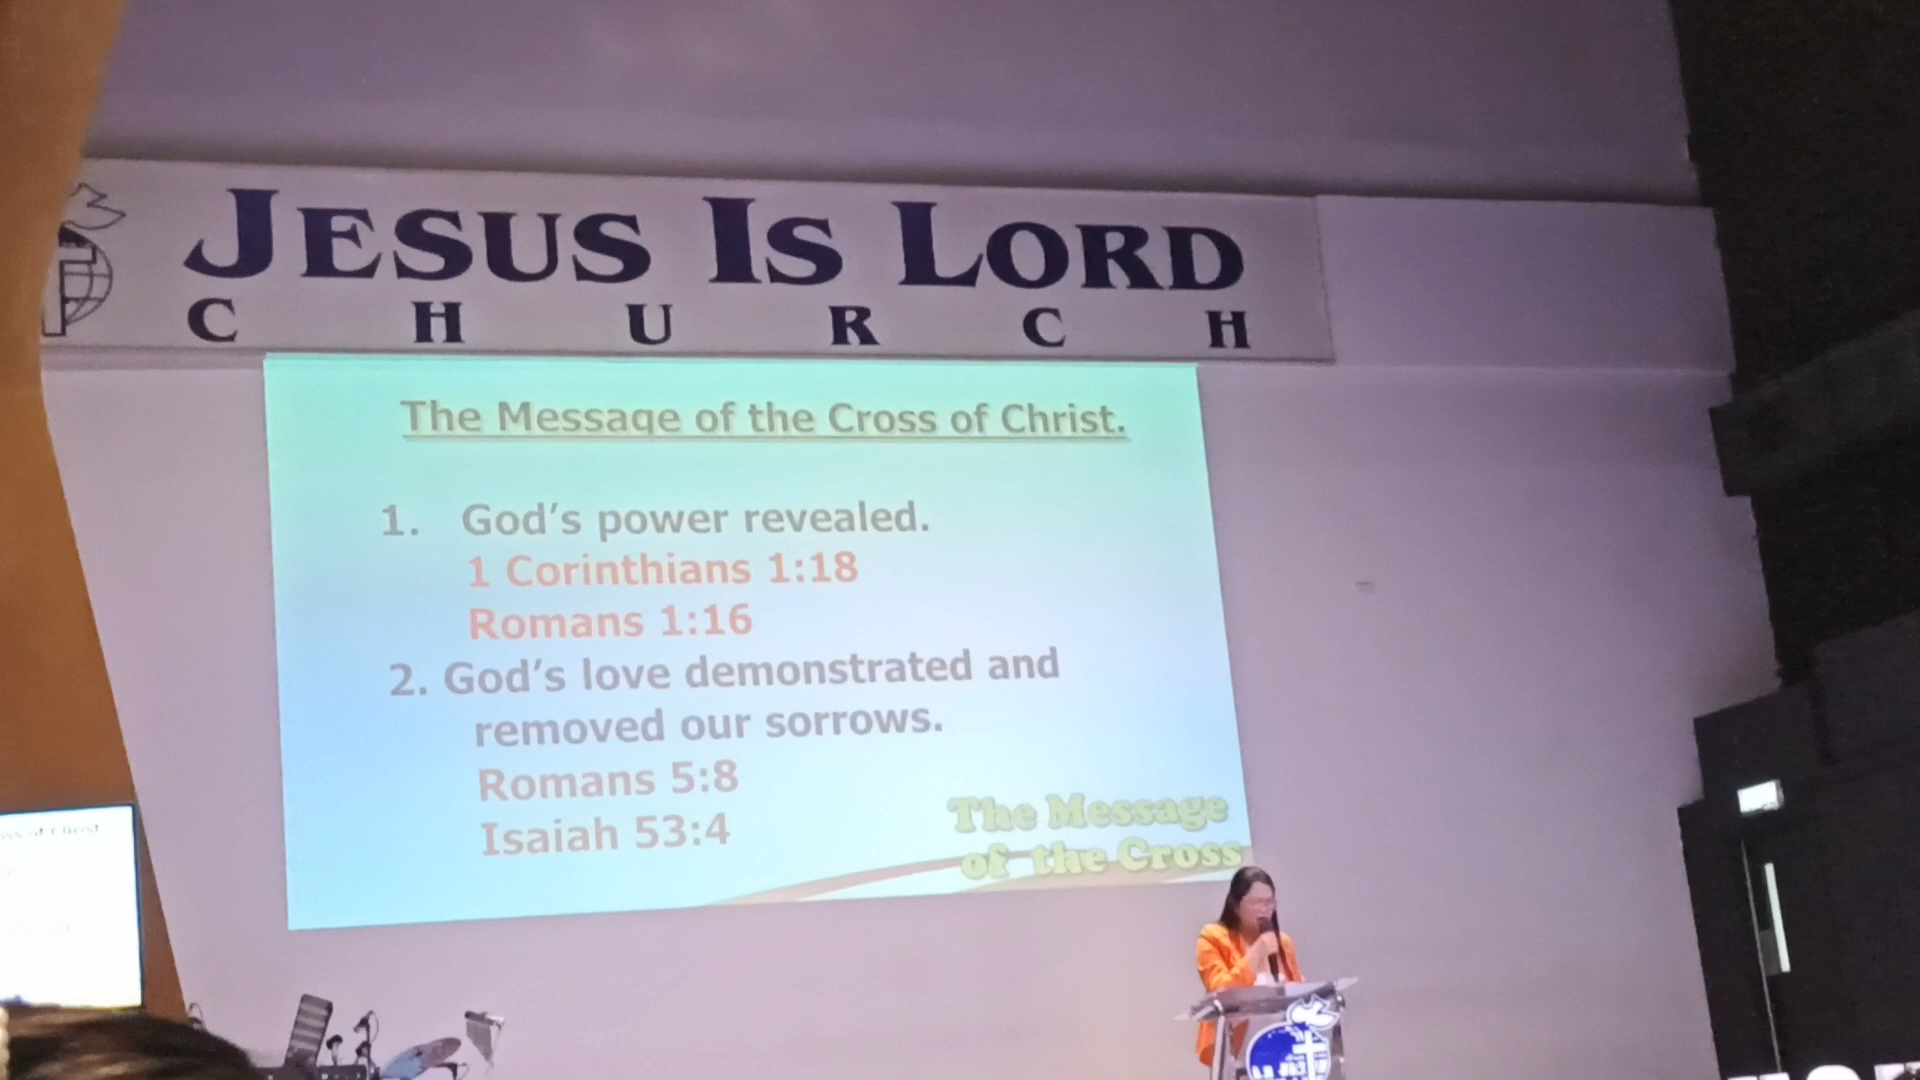 JESUS IS LORD
CHURCH
The Message of the Cross of Christ.
1. God's power revealed.
1 Corinthians 1:18
Romans 1:16
2. God's love demonstrated and
removed our sorrows.
Romans 5:8
Isaiah 53:4
The Message
of the Cross